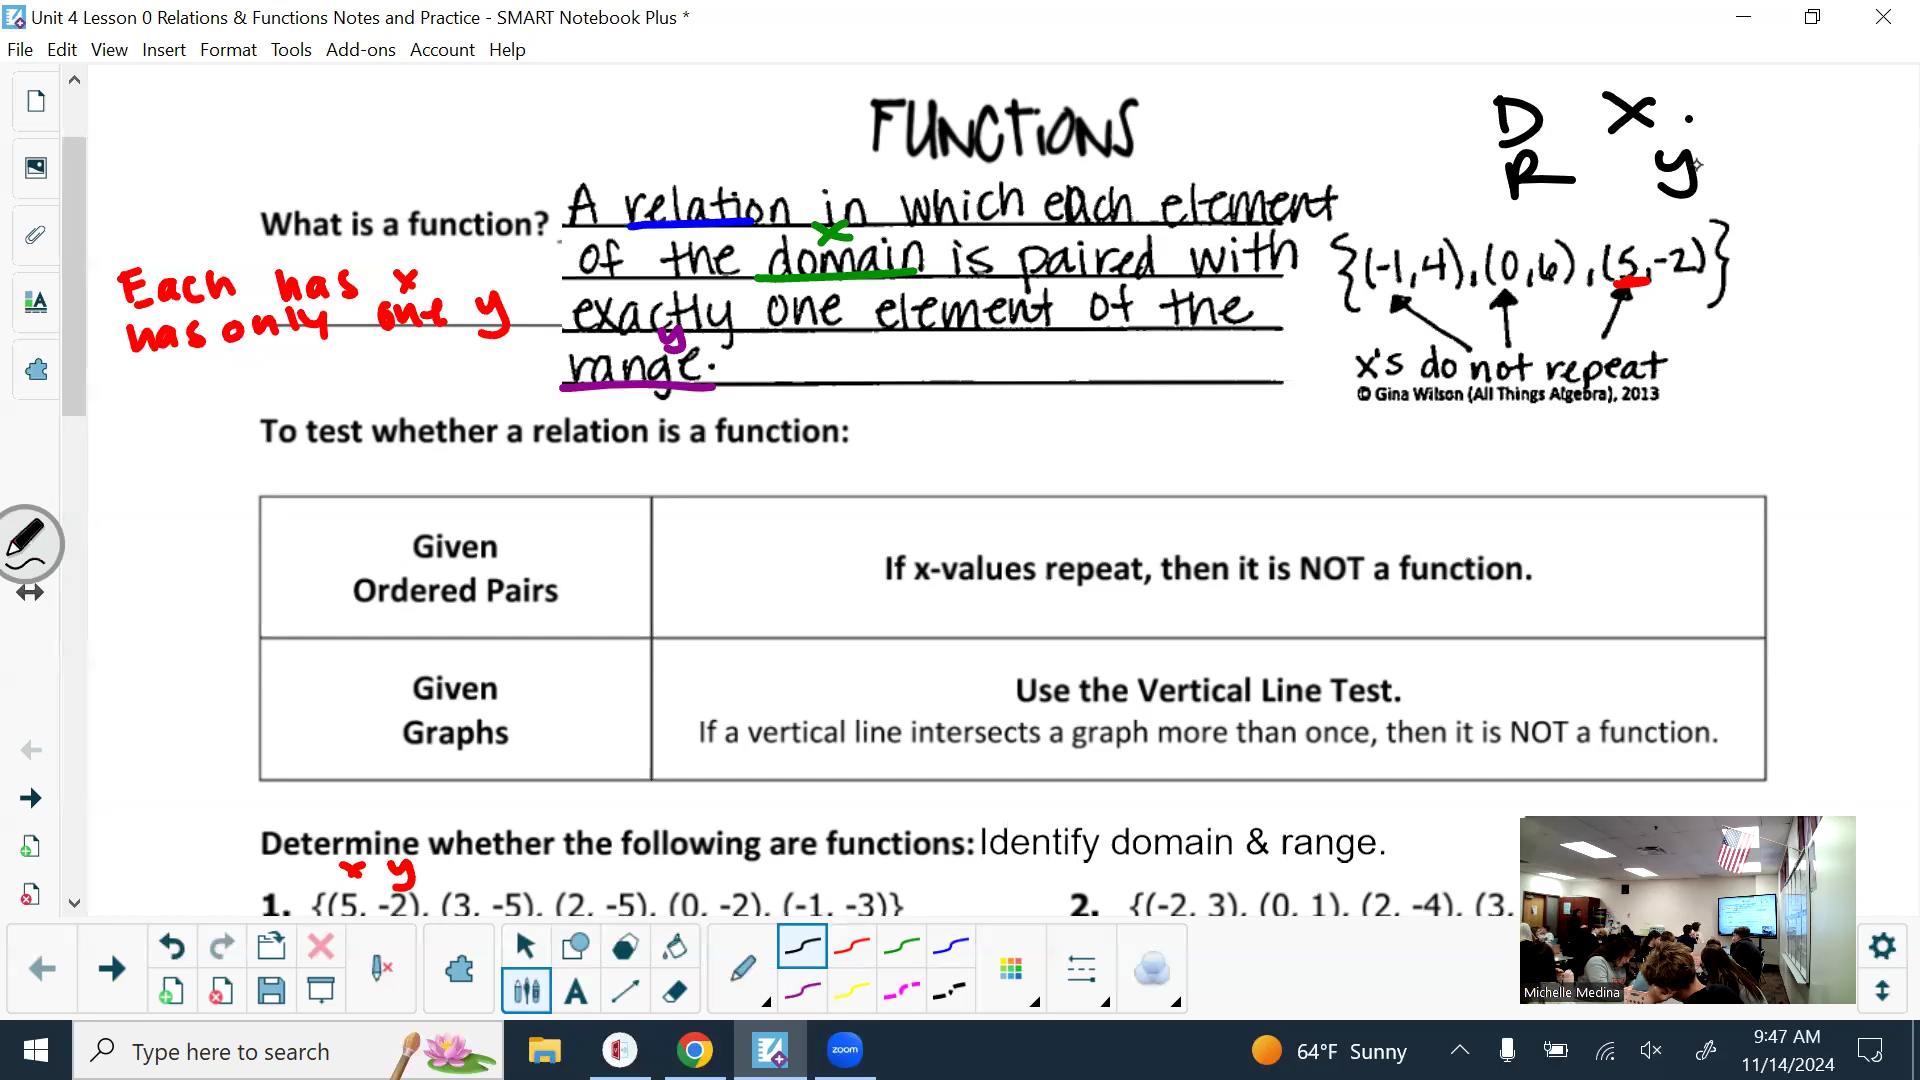 Unit 4 Lesson 0 Relations & Functions Notes and Practice - SMART Notebook Plus *
File Edit View Insert Format Tools Add-ons Account Help
FUNCTIONS
D x
R y
What is a function? A relation in which each element
of the domain is paired with
exactly one element of the
range.
x
y
Each has x
has only one y
{(-1,4),(0,6),(5,-2)}
x's do not repeat
© Gina Wilson (All Things Algebra), 2013
To test whether a relation is a function:
Given
Ordered Pairs
If x-values repeat, then it is NOT a function.
Given
Graphs
Use the Vertical Line Test.
If a vertical line intersects a graph more than once, then it is NOT a function.
Determine whether the following are functions: Identify domain & range.
x y
1. {(5, -2), (3, -5), (2, -5), (0, -2), (-1, -3)}
2. {(-2, 3), (0, 1), (2, -4), (3,
Michelle Medina
A
Type here to search
zoom
64°F Sunny
9:47 AM
11/14/2024